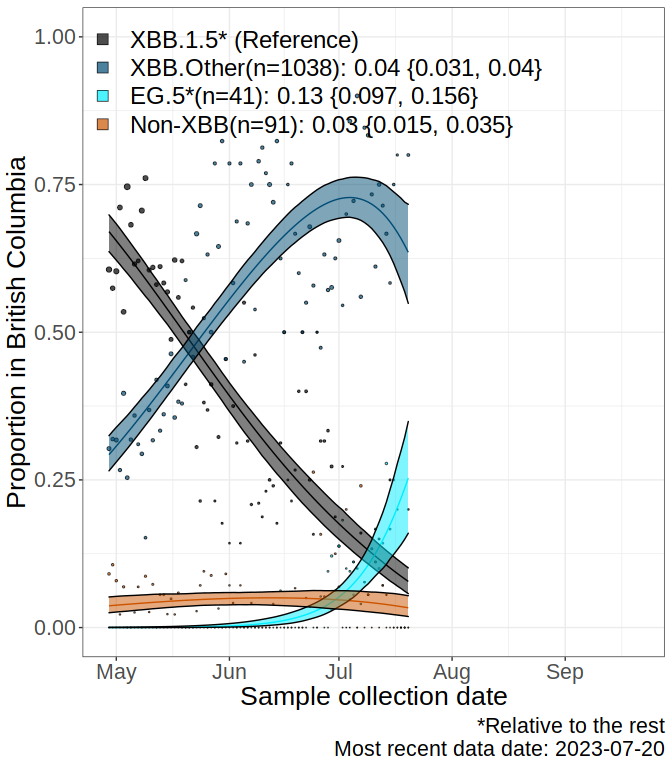 1.00
0.75
0.50
0.25
0.00
Proportion in British Columbia
XBB.1.5* (Reference)
XBB.Other(n=1038): 0.04 {0.031, 0.04}
EG.5*(n=41): 0.13 {0.097, 0.156}
Non-XBB(n=91): 0.03 {0.015, 0.035}
May Jun Jul Aug Sep
Sample collection date
*Relative to the rest
Most recent data date: 2023-07-20